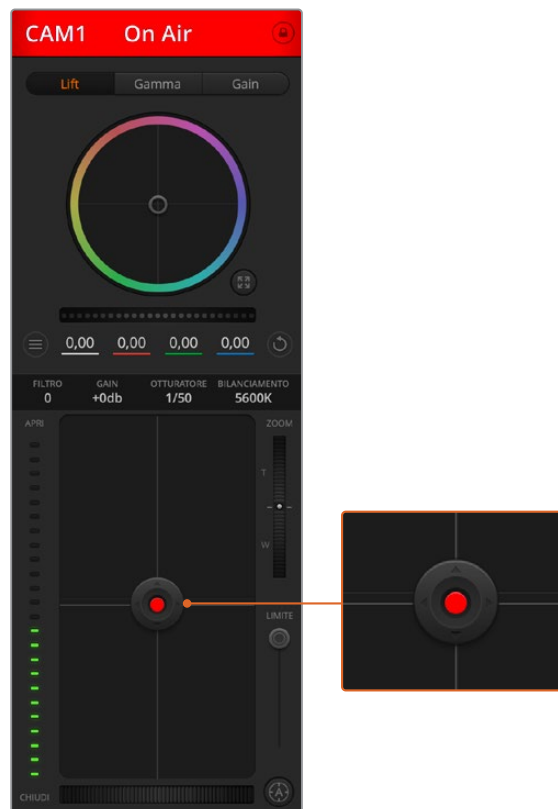 CAM1 On Air
Lift Gamma Gain
0,00 0,00 0,00 0,00
FILTRO GAIN OTTURATORE BILANCIAMENTO
0 +0db 1/50 5600K
APRI ZOOM
T
W
LIMITE
CHIUDI A